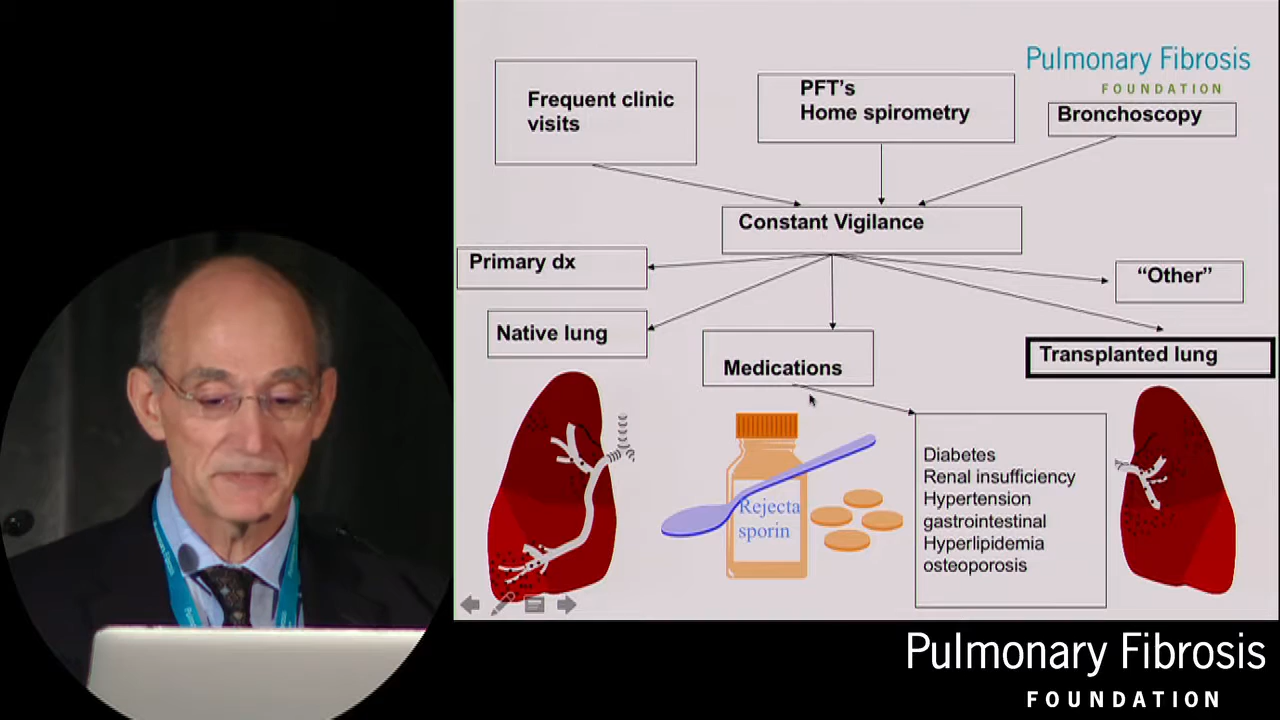 Pulmonary Fibrosis
FOUNDATION
Frequent clinic
visits
PFT's
Home spirometry
Bronchoscopy
Constant Vigilance
Primary dx
“Other”
Native lung
Medications
Transplanted lung
Rejecta
sporin
Diabetes
Renal insufficiency
Hypertension
gastrointestinal
Hyperlipidemia
osteoporosis
Pulmonary Fibrosis
FOUNDATION